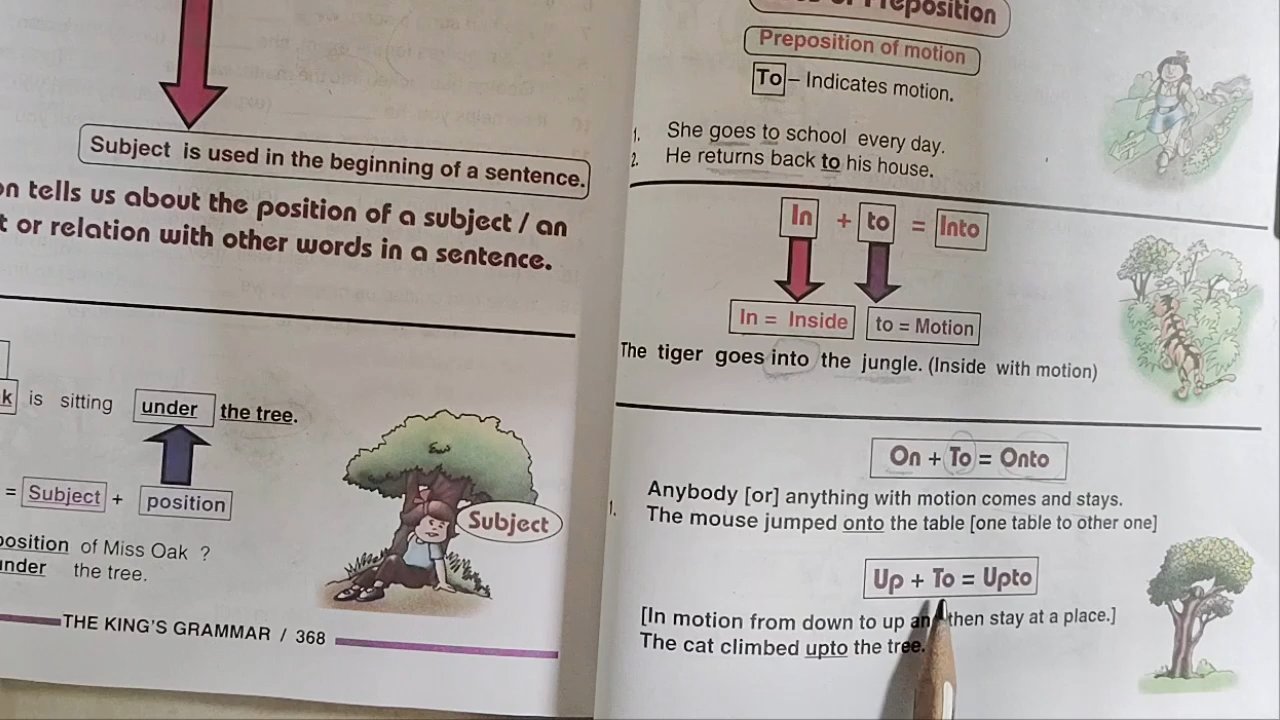 Subject is used in the beginning of a sentence.
tells us about the position of a subject / an
or relation with other words in a sentence.
is sitting under the tree.
= Subject + position
Subject
position of Miss Oak ?
under the tree.
THE KING'S GRAMMAR / 368
Preposition
Preposition of motion
To – Indicates motion.
1. She goes to school every day.
2. He returns back to his house.
In + to = Into
In = Inside to = Motion
The tiger goes into the jungle. (Inside with motion)
On + To = Onto
Anybody [or] anything with motion comes and stays.
1. The mouse jumped onto the table [one table to other one]
Up + To = Upto
[In motion from down to up and then stay at a place.]
The cat climbed upto the tree.